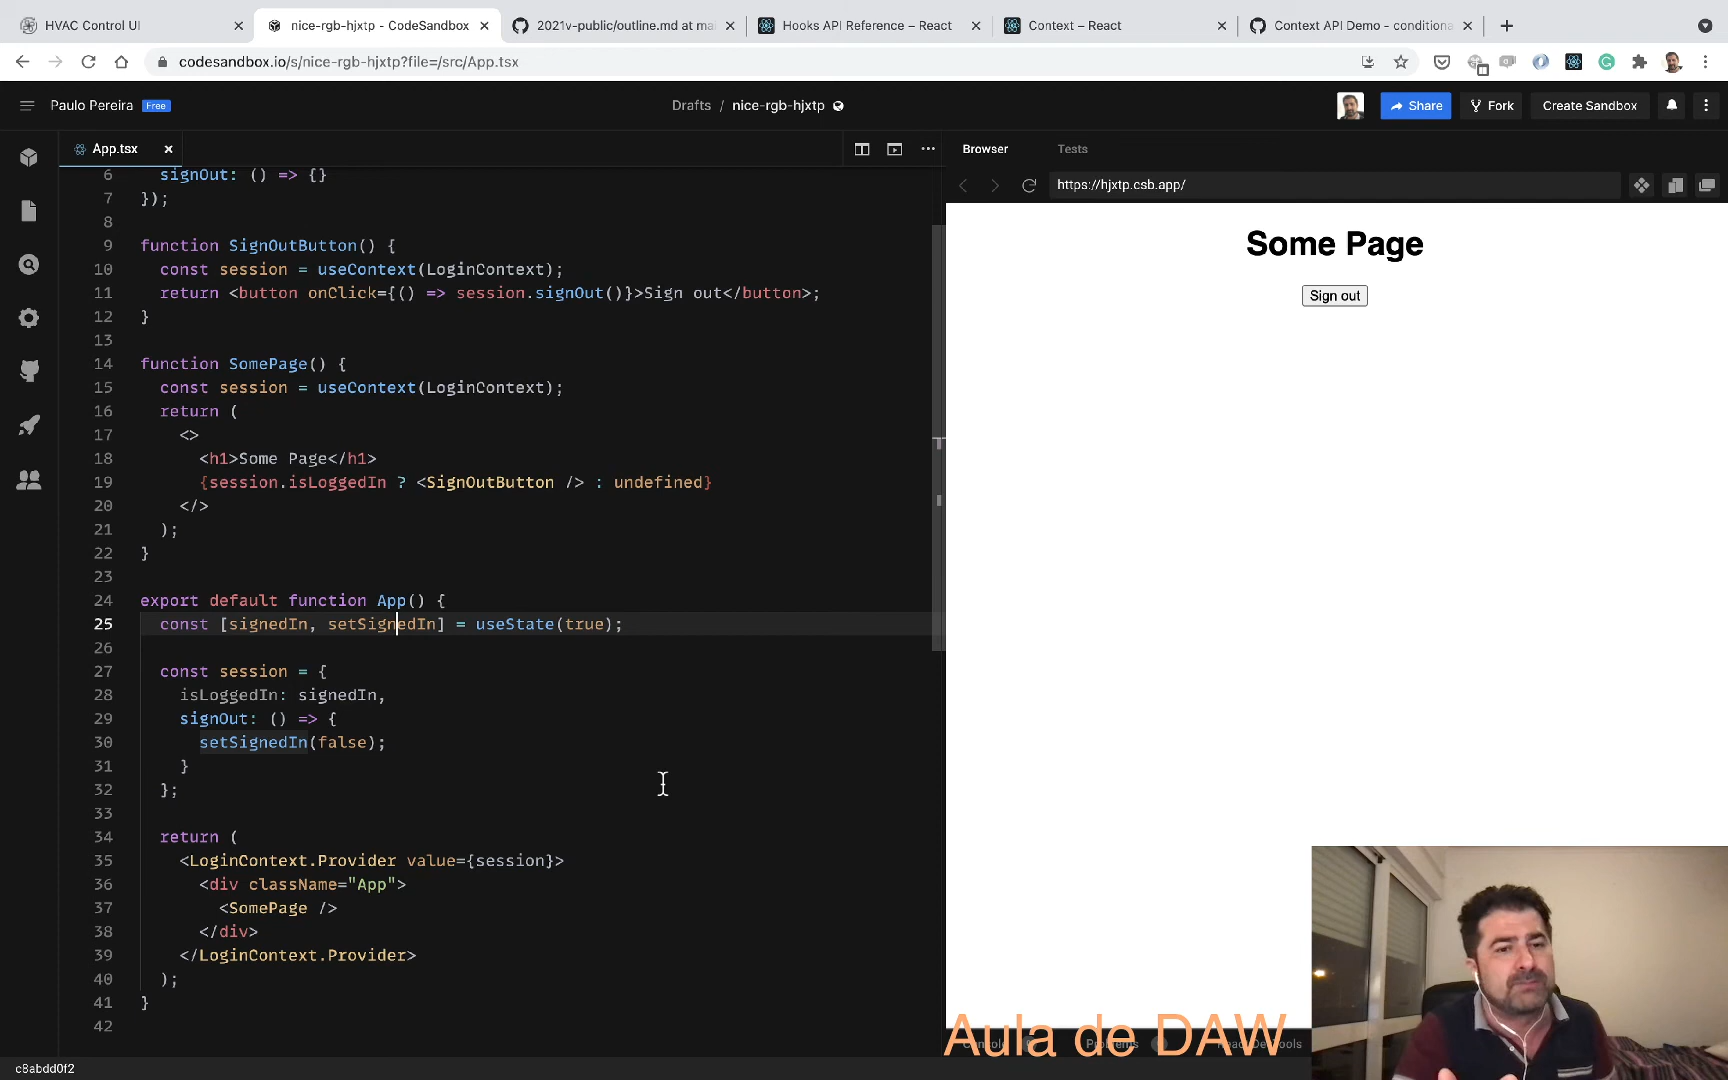 HVAC Control UI
nice-rgb-hjxtp - CodeSandbox
2021v-public/outline.md at ma
Hooks API Reference – React
Context – React
Context API Demo - conditiona
codesandbox.io/s/nice-rgb-hjxtp?file=/src/App.tsx
Paulo Pereira Free
Drafts / nice-rgb-hjxtp
Share
Fork
Create Sandbox
App.tsx
Browser
Tests
https://hjxtp.csb.app/
6 signOut: () => {}
7 });
8
9 function SignOutButton() {
10 const session = useContext(LoginContext);
11 return <button onClick={() => session.signOut()}>Sign out</button>;
12 }
13
14 function SomePage() {
15 const session = useContext(LoginContext);
16 return (
17 <>
18 <h1>Some Page</h1>
19 {session.isLoggedIn ? <SignOutButton /> : undefined}
20 </>
21 );
22 }
23
24 export default function App() {
25 const [signedIn, setSignedIn] = useState(true);
26
27 const session = {
28 isLoggedIn: signedIn,
29 signOut: () => {
30 setSignedIn(false);
31 }
32 };
33
34 return (
35 <LoginContext.Provider value={session}>
36 <div className="App">
37 <SomePage />
38 </div>
39 </LoginContext.Provider>
40 );
41 }
42
Some Page
Sign out
Aula de DAW
Console
Problems
React DevTools
c8abdd0f2